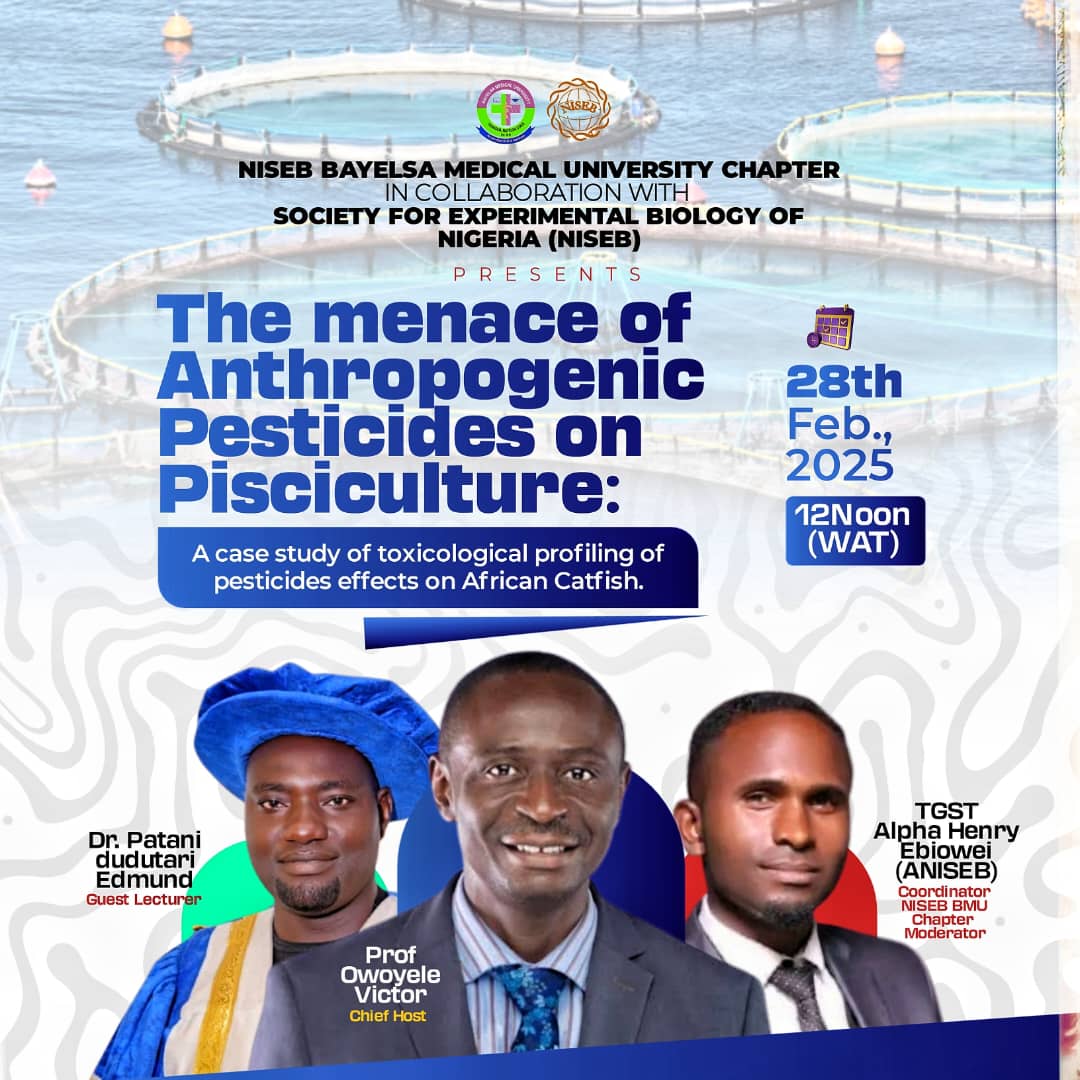 NISEB
NISEB BAYELSA MEDICAL UNIVERSITY CHAPTER
IN COLLABORATION WITH
SOCIETY FOR EXPERIMENTAL BIOLOGY OF
NIGERIA (NISEB)
PRESENTS
The menace of
Anthropogenic
Pesticides on
Pisciculture:
A case study of toxicological profiling of
pesticides effects on African Catfish.
28th
Feb.,
2025
12Noon
(WAT)
Dr. Patani
dudutari
Edmund
Guest Lecturer
Prof
Owoyele
Victor
Chief Host
TGST
Alpha Henry
Ebiowei
(ANISEB)
Coordinator
NISEB BMU
Chapter
Moderator